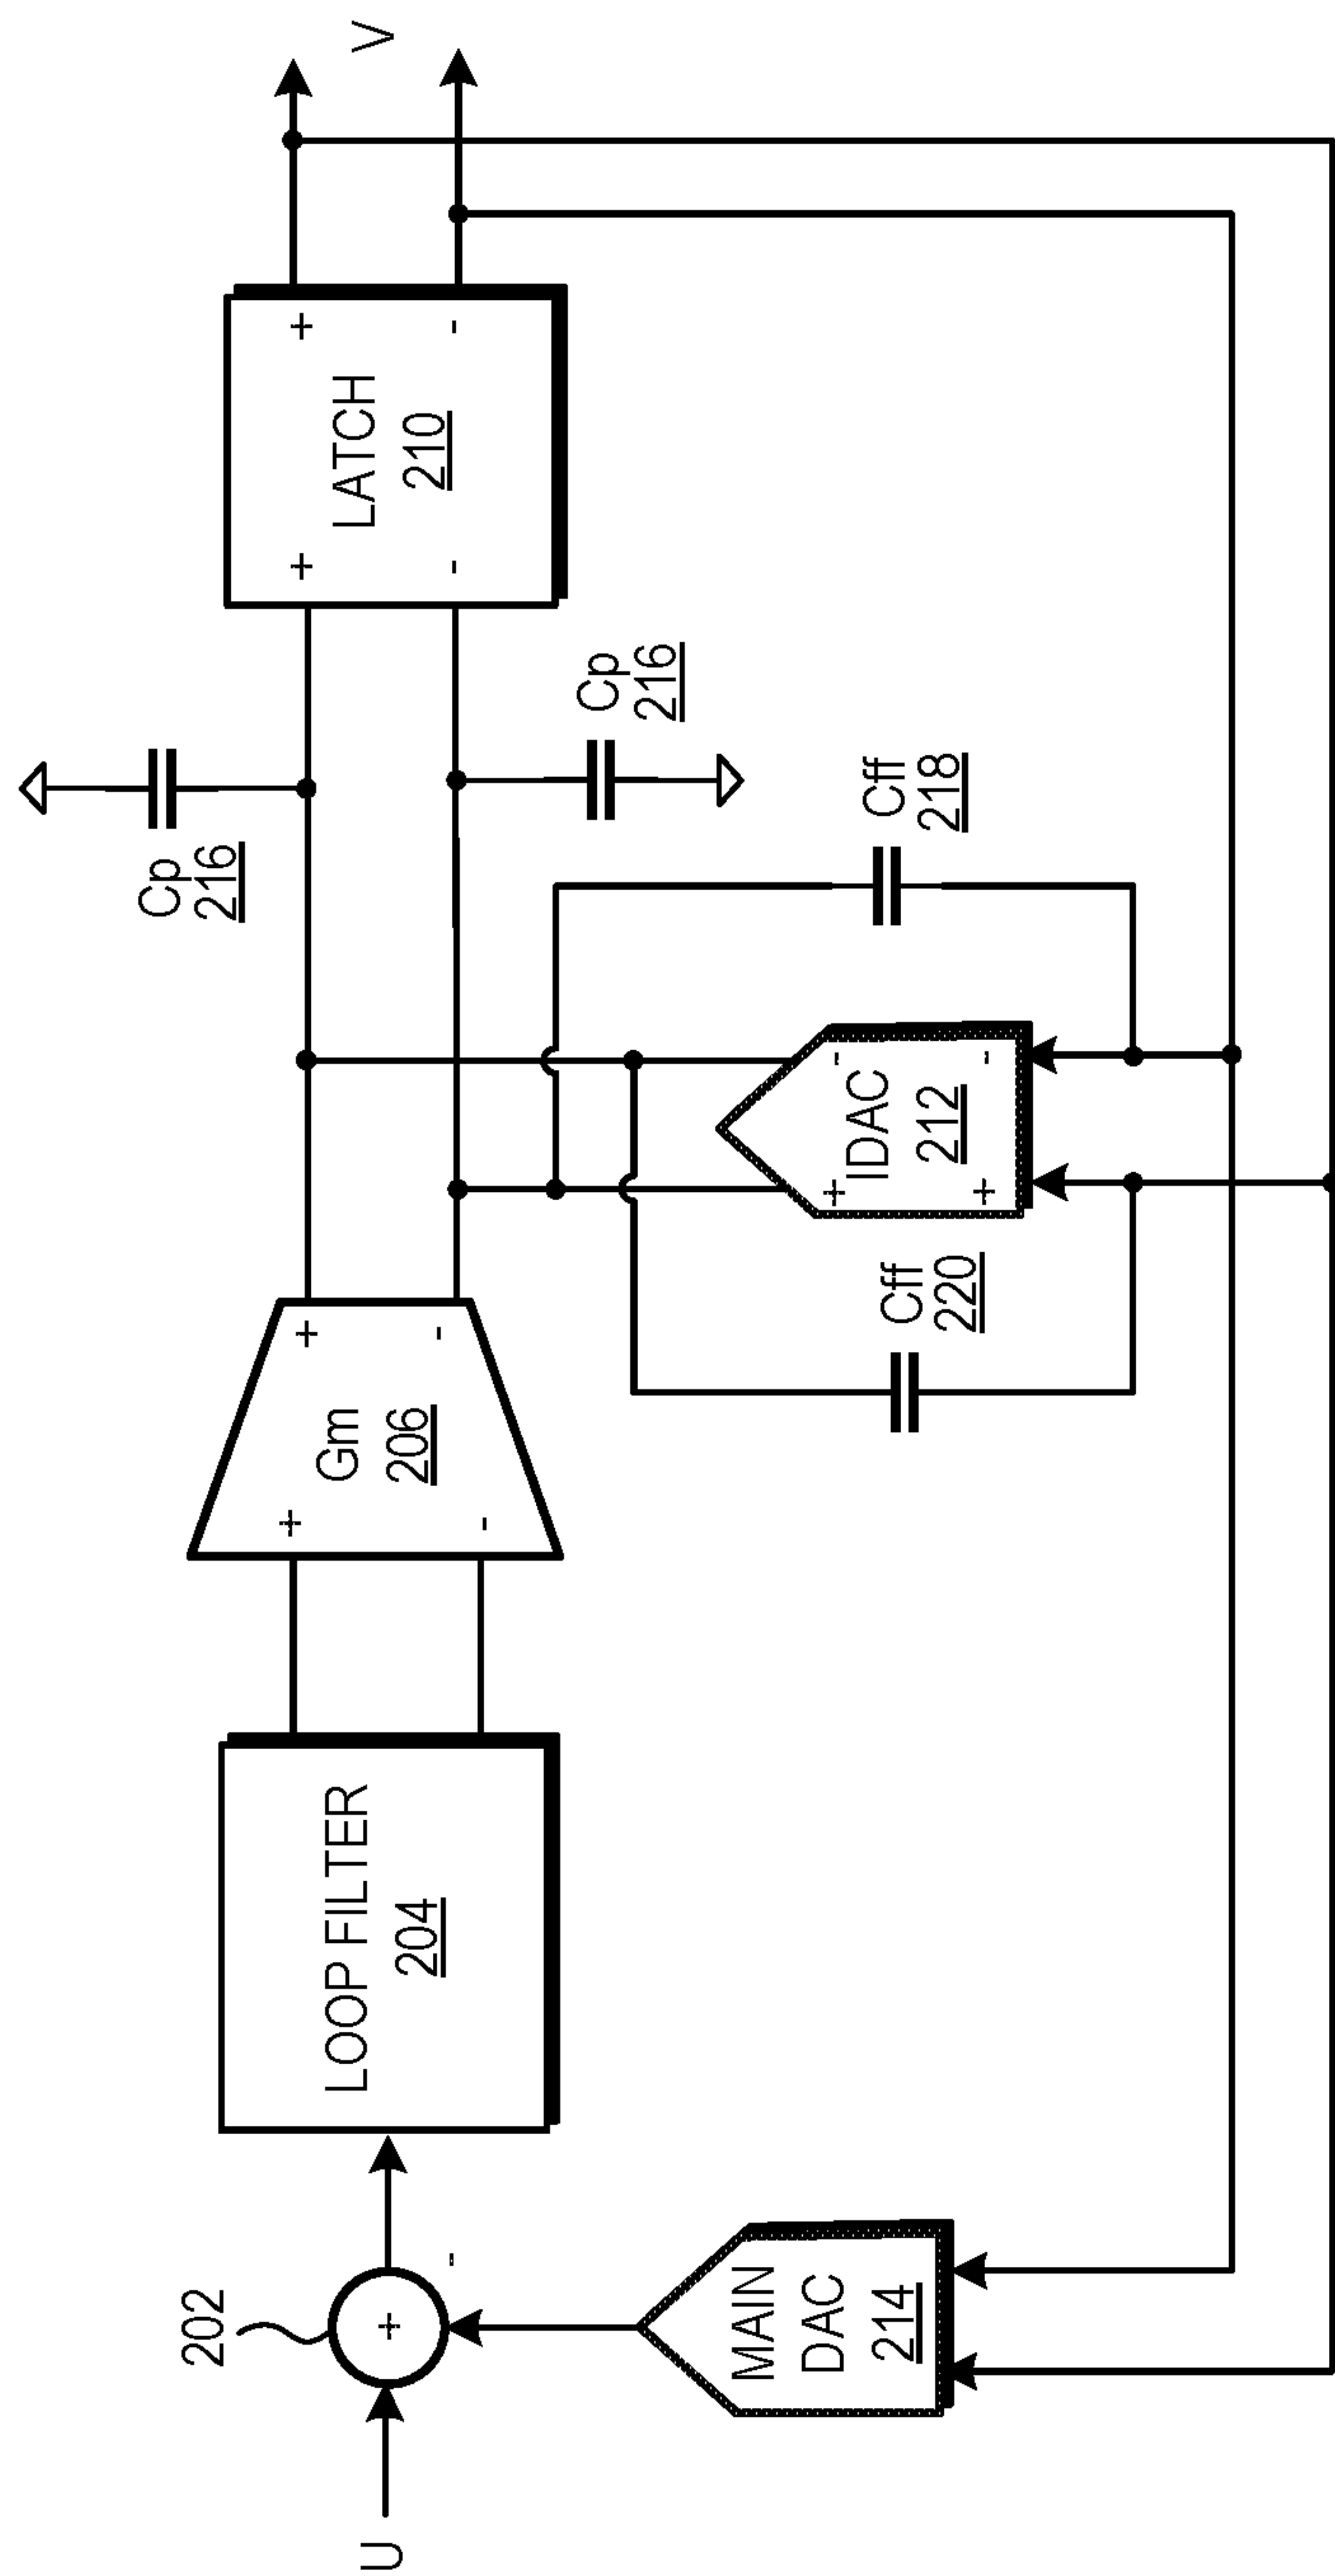 U
202
+
-
LOOP FILTER
204
MAIN
DAC
214
+
-
Gm
206
+
-
Cff
220
+
-
IDAC
212
+
-
Cff
218
Cp
216
Cp
216
+
-
LATCH
210
+
-
V